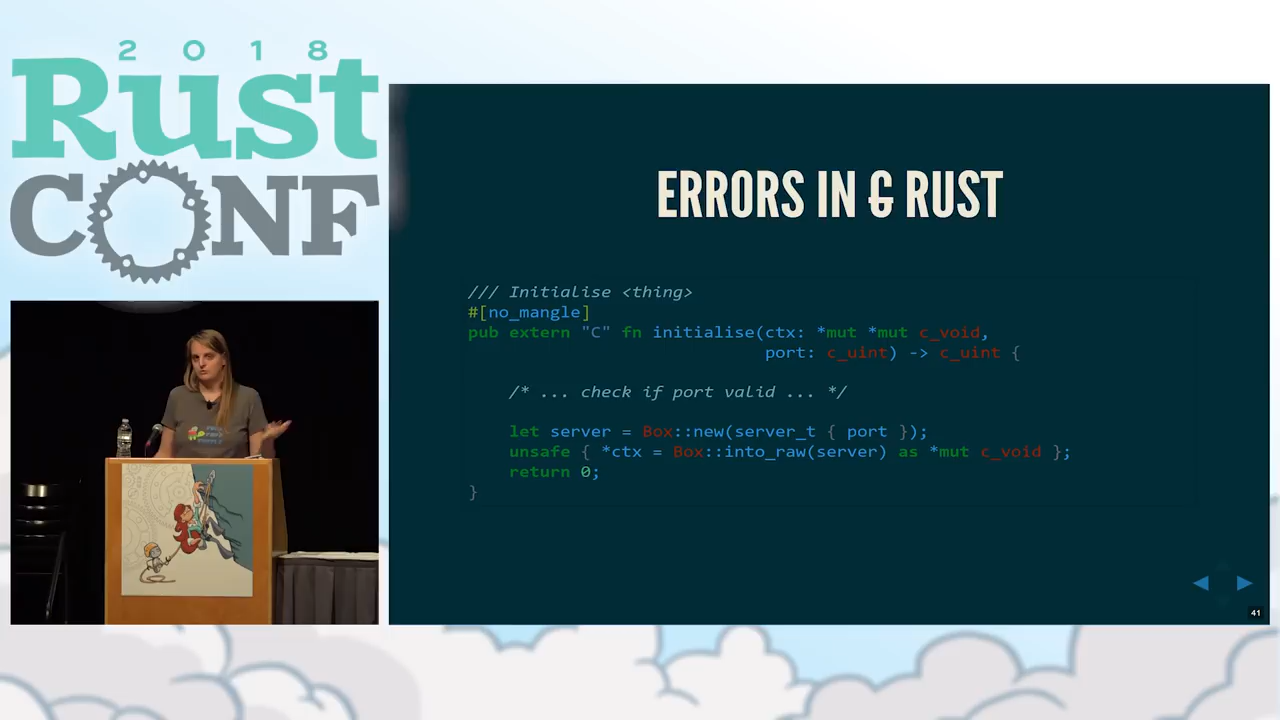 2018
Rust
CONF
ERRORS IN C RUST
/// Initialise <thing>
#[no_mangle]
pub extern "C" fn initialise(ctx: *mut *mut c_void,
port: c_uint) -> c_uint {
/* ... check if port valid ... */
let server = Box::new(server_t { port });
unsafe { *ctx = Box::into_raw(server) as *mut c_void };
return 0;
}
41